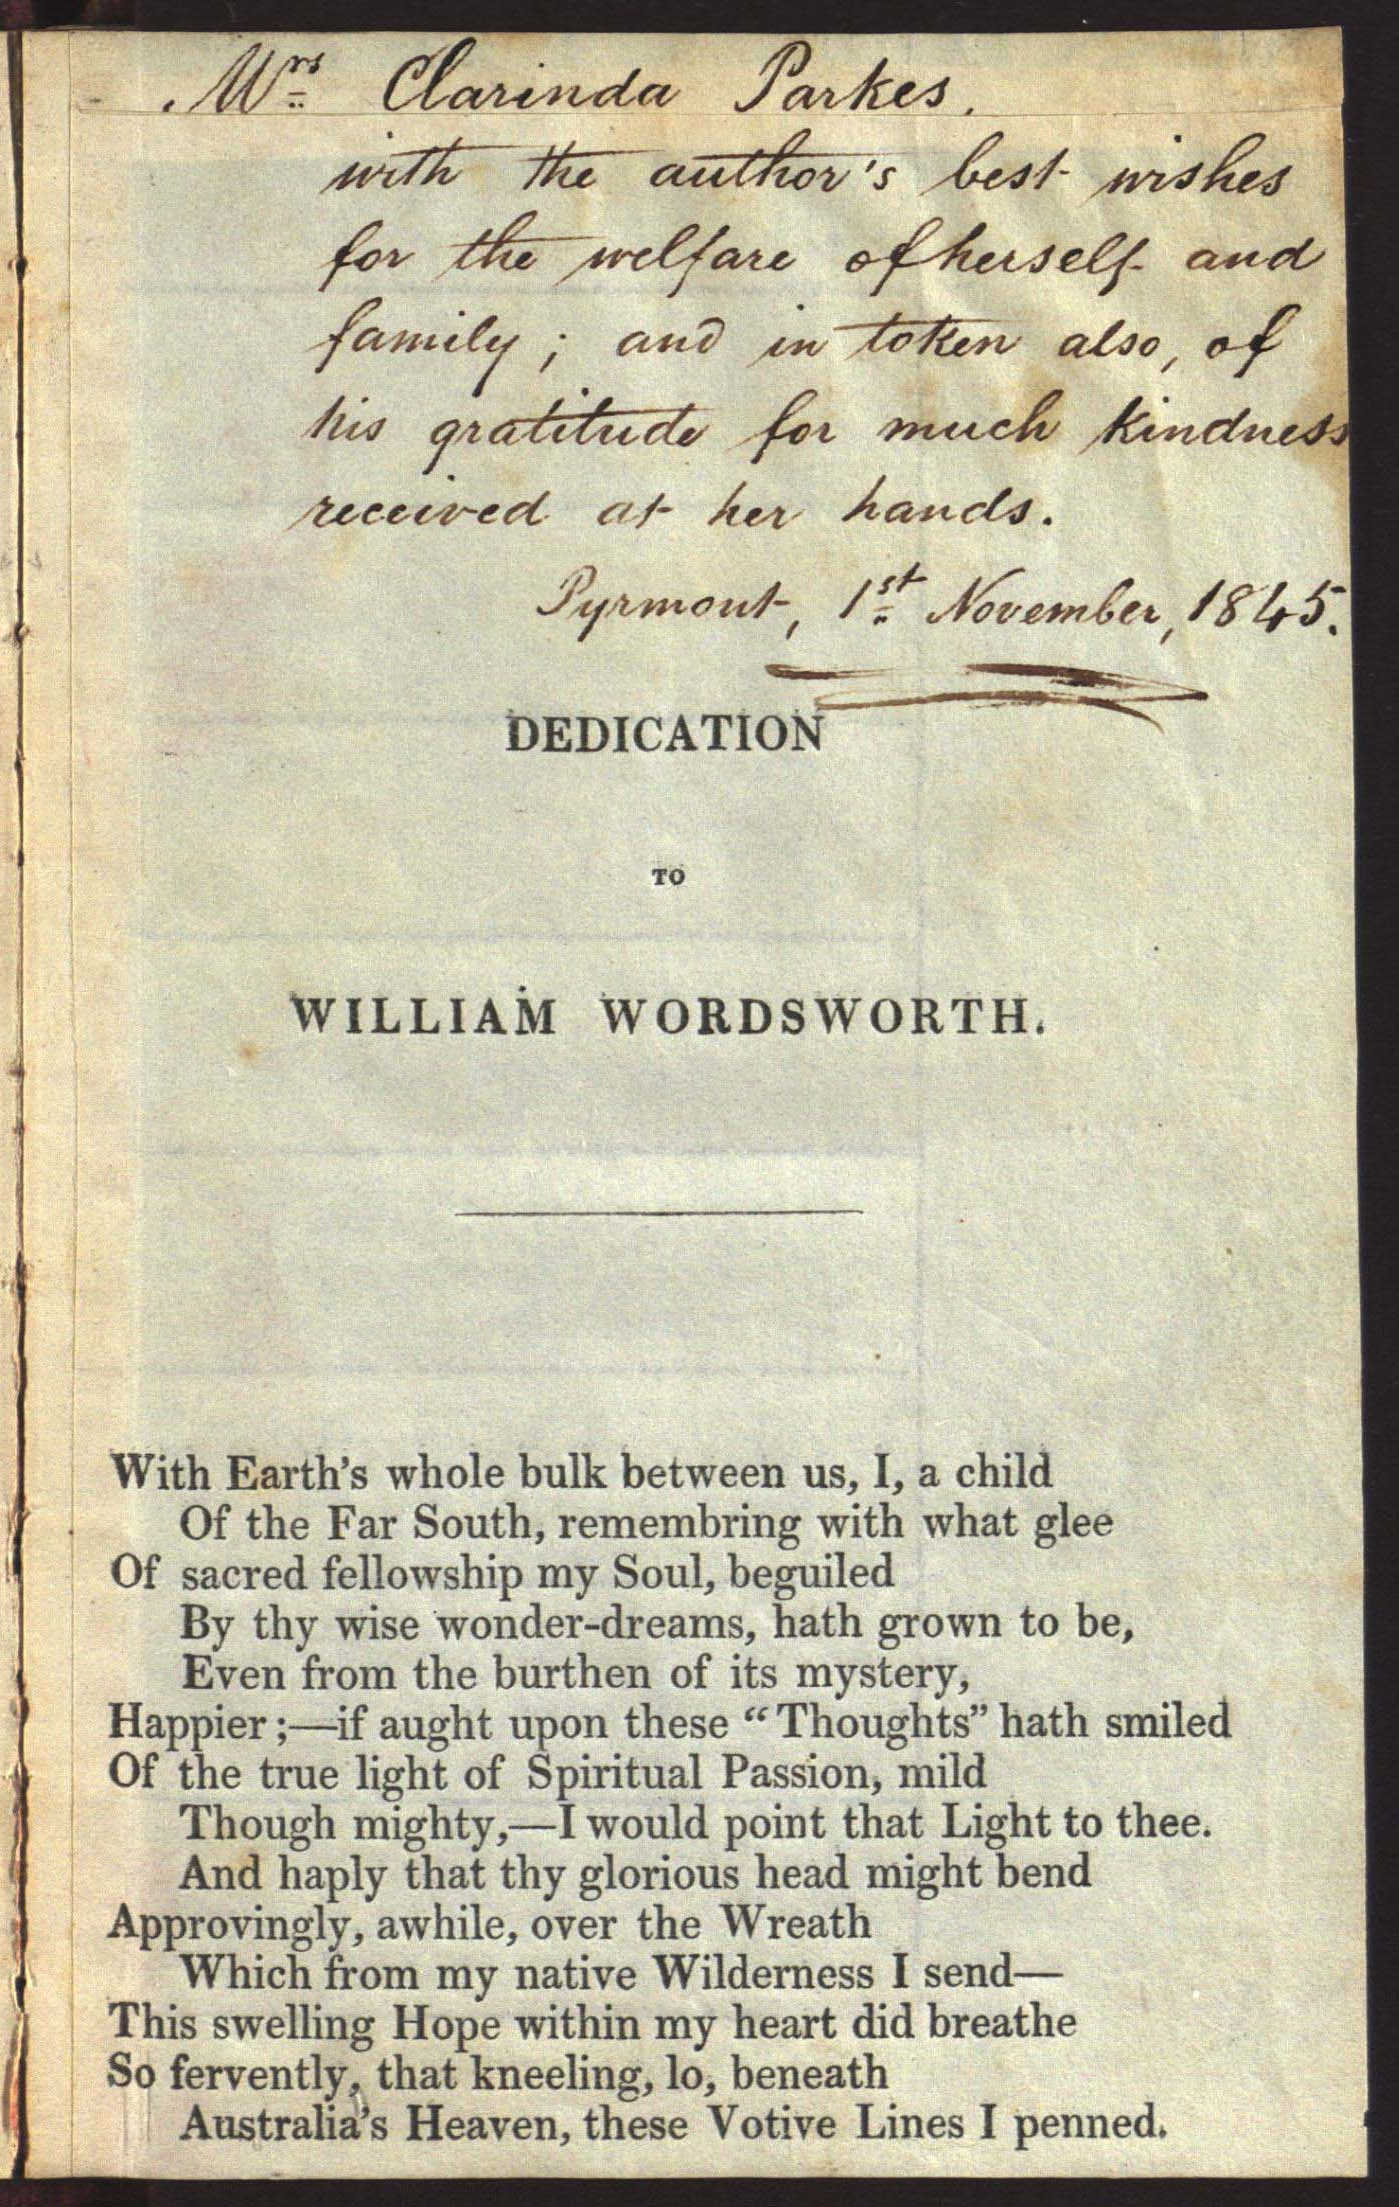 Mrs Clarinda Parkes.
with the author's best wishes
for the welfare of herself and
family; and in token also, of
his gratitude for much kindness
received at her hands.
Pyrmont, 1st November, 1845.
DEDICATION
TO
WILLIAM WORDSWORTH.
With Earth's whole bulk between us, I, a child
Of the Far South, remembring with what glee
Of sacred fellowship my Soul, beguiled
By thy wise wonder-dreams, hath grown to be,
Even from the burthen of its mystery,
Happier;—if aught upon these “Thoughts” hath smiled
Of the true light of Spiritual Passion, mild
Though mighty,—I would point that Light to thee.
And haply that thy glorious head might bend
Approvingly, awhile, over the Wreath
Which from my native Wilderness I send—
This swelling Hope within my heart did breathe
So fervently, that kneeling, lo, beneath
Australia's Heaven, these Votive Lines I penned.